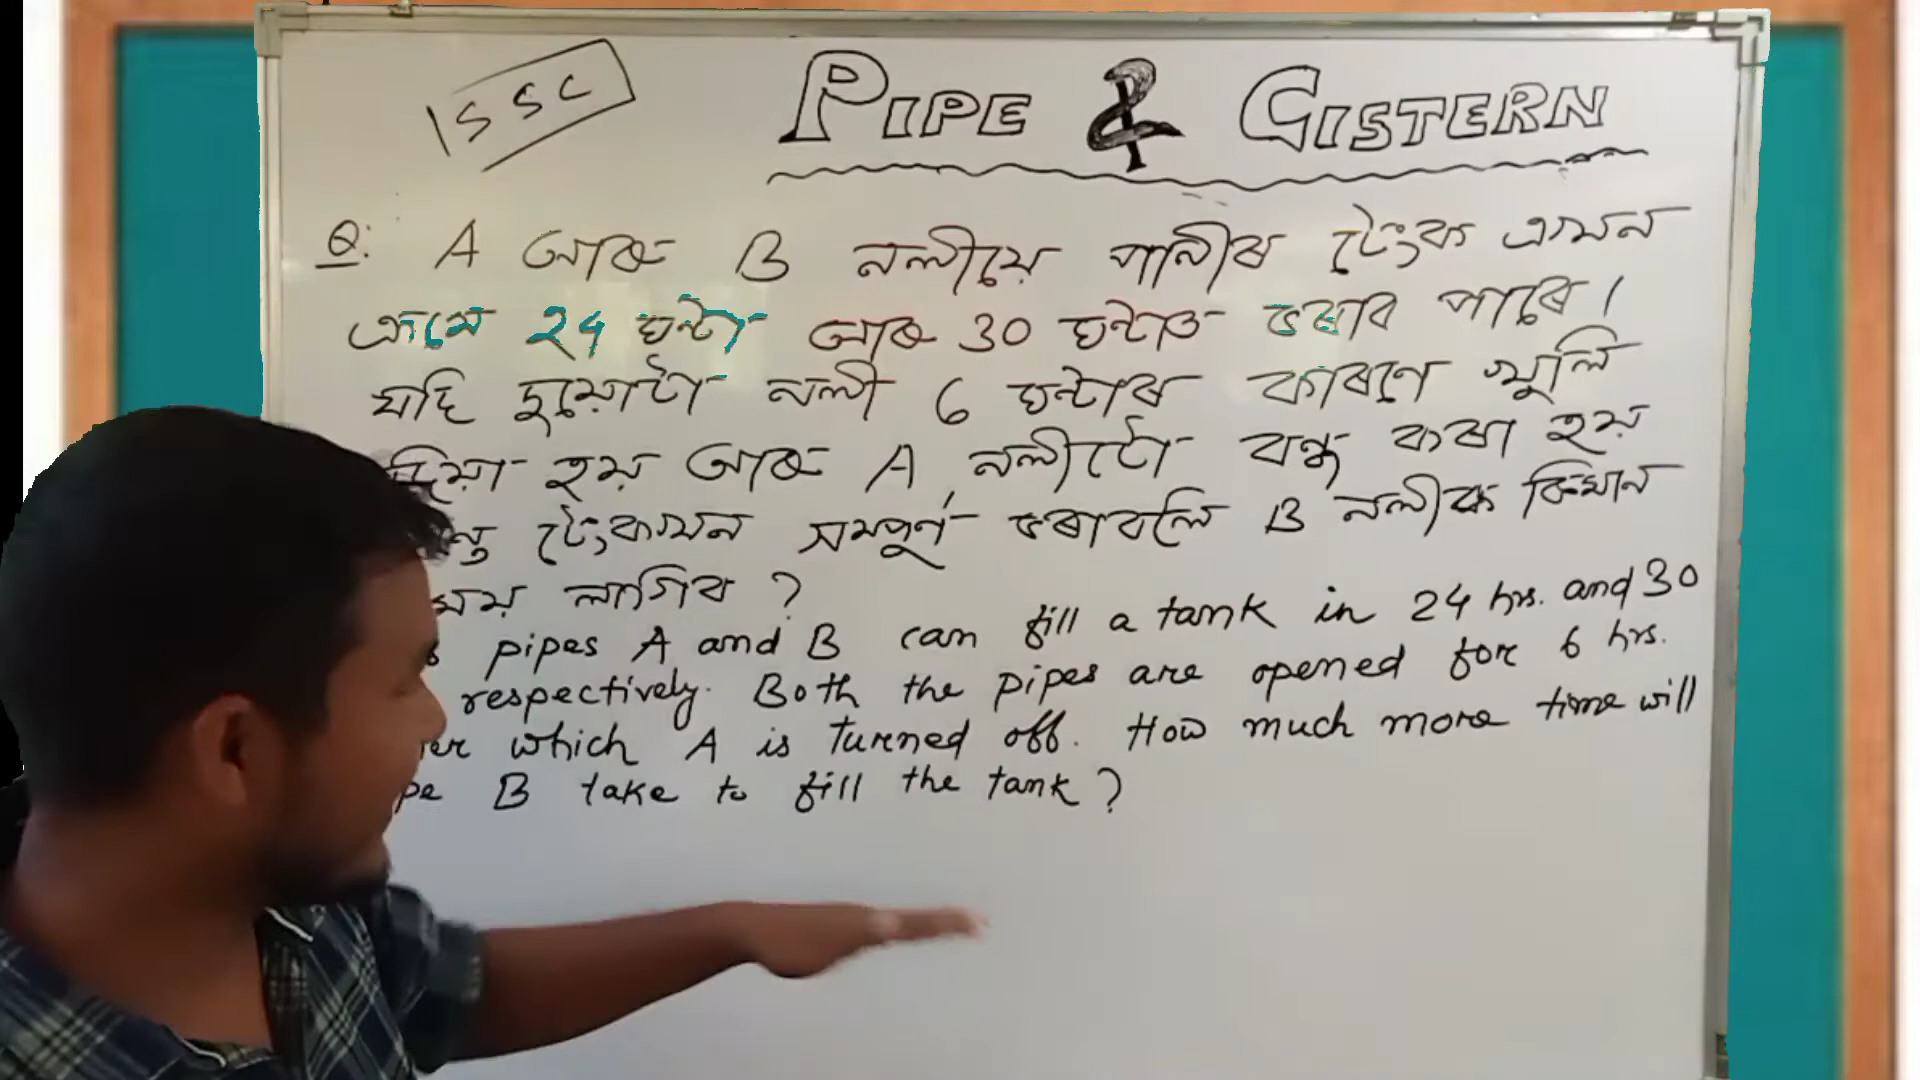 SSC
PIPE & CISTERN
Q: A আৰু B নলীয়ে পানীৰ টেংক এখন
ক্ৰমে 24 ঘন্টা আৰু 30 ঘন্টাত ভৰাব পাৰে।
যদি দুয়োটা নলী 6 ঘন্টাৰ কাৰণে খুলি
দিয়া হয় আৰু A নলীটো বন্ধ কৰা হয়
টেংকখন সম্পূৰ্ণ ভৰাবলি B নলীক কিমান
লাগিব ?
pipes A and B can fill a tank in 24 hrs. and 30
respectively. Both the pipes are opened for 6 hrs.
which A is turned off. How much more time will
B take to fill the tank ?